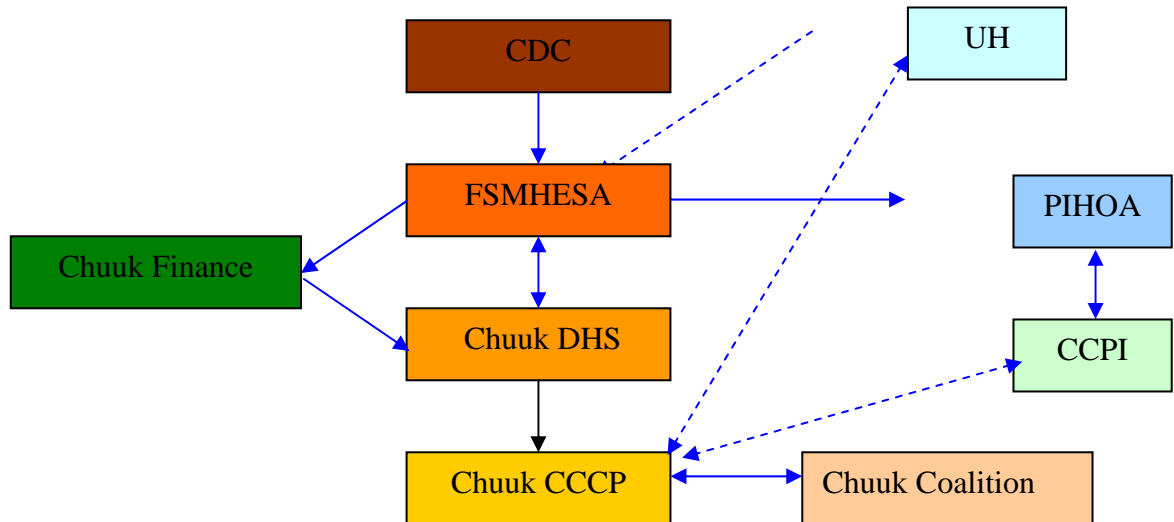 CDC
UH
FSMHESA
PIHOA
Chuuk Finance
Chuuk DHS
CCPI
Chuuk CCCP
Chuuk Coalition